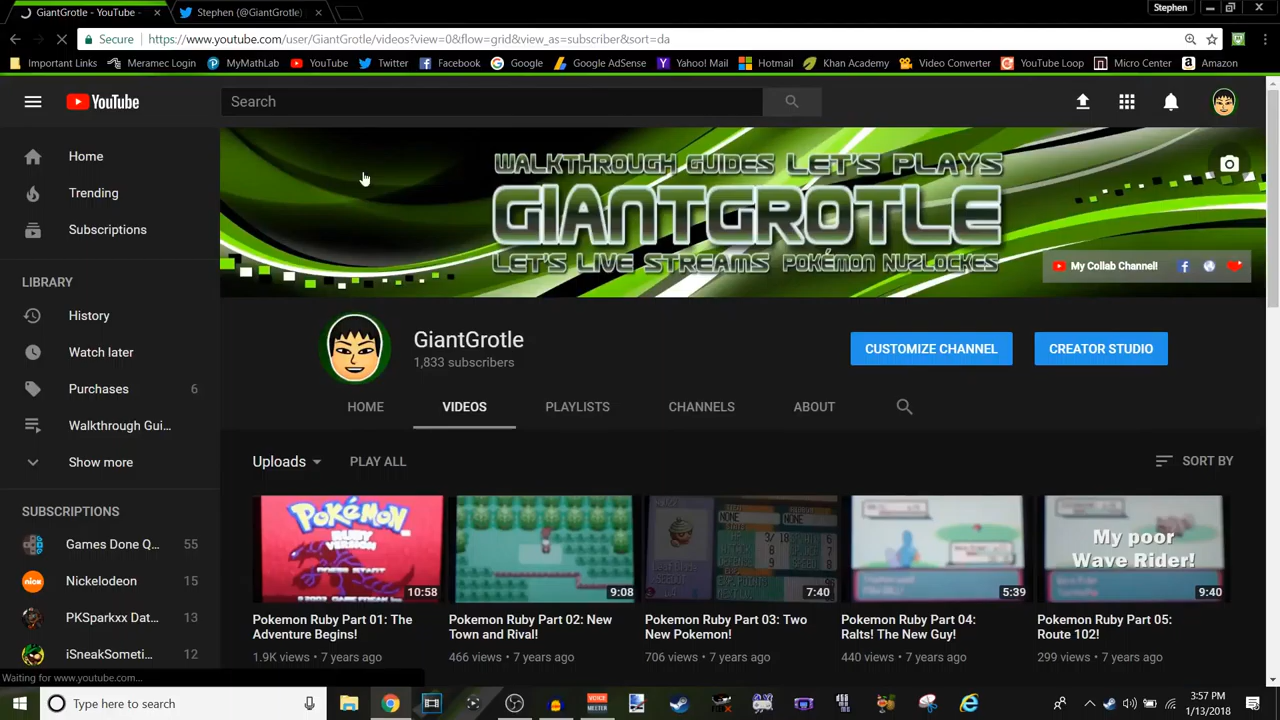 GiantGrotle - YouTube -
Stephen (@GiantGrotle)
Stephen
Secure
https://www.youtube.com/user/GiantGrotle/videos?view=0&flow=grid&view_as=subscriber&sort=da
Important Links
Meramec Login
MyMathLab
YouTube
Twitter
Facebook
Google
Google AdSense
Yahoo! Mail
Hotmail
Khan Academy
Video Converter
YouTube Loop
Micro Center
Amazon
YouTube
Search
Home
Trending
Subscriptions
LIBRARY
History
Watch later
Purchases 6
Walkthrough Gui...
Show more
SUBSCRIPTIONS
Games Done Q... 55
Nickelodeon 15
PKSparkxx Dat... 13
iSneakSometi... 12
WALKTHROUGH GUIDES LET'S PLAYS
GIANTGROTLE
LET'S LIVE STREAMS POKÉMON NUZLOCKES
My Collab Channel!
GiantGrotle
1,833 subscribers
CUSTOMIZE CHANNEL
CREATOR STUDIO
HOME
VIDEOS
PLAYLISTS
CHANNELS
ABOUT
Uploads
PLAY ALL
SORT BY
POKéMON
RUBY VERSION
10:58
Pokemon Ruby Part 01: The
Adventure Begins!
1.9K views • 7 years ago
9:08
Pokemon Ruby Part 02: New
Town and Rival!
466 views • 7 years ago
NONE
NONE
7:40
Pokemon Ruby Part 03: Two
New Pokemon!
706 views • 7 years ago
5:39
Pokemon Ruby Part 04:
Ralts! The New Guy!
440 views • 7 years ago
My poor
Wave Rider!
9:40
Pokemon Ruby Part 05:
Route 102!
299 views • 7 years ago
Waiting for www.youtube.com...
Type here to search
VOICE
MEETER
3:57 PM
1/13/2018